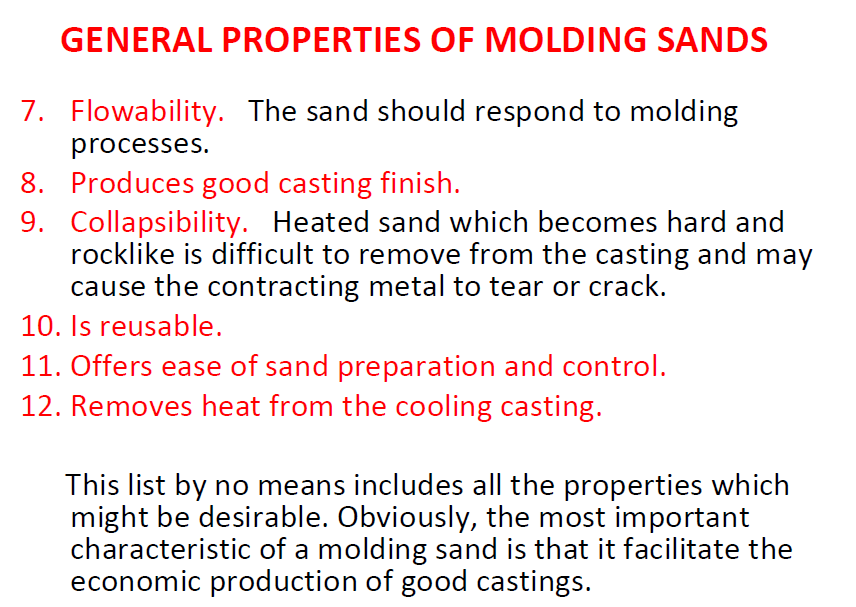 GENERAL PROPERTIES OF MOLDING SANDS
7. Flowability. The sand should respond to molding
processes.
8. Produces good casting finish.
9. Collapsibility. Heated sand which becomes hard and
rocklike is difficult to remove from the casting and may
cause the contracting metal to tear or crack.
10. Is reusable.
11. Offers ease of sand preparation and control.
12. Removes heat from the cooling casting.
This list by no means includes all the properties which
might be desirable. Obviously, the most important
characteristic of a molding sand is that it facilitate the
economic production of good castings.